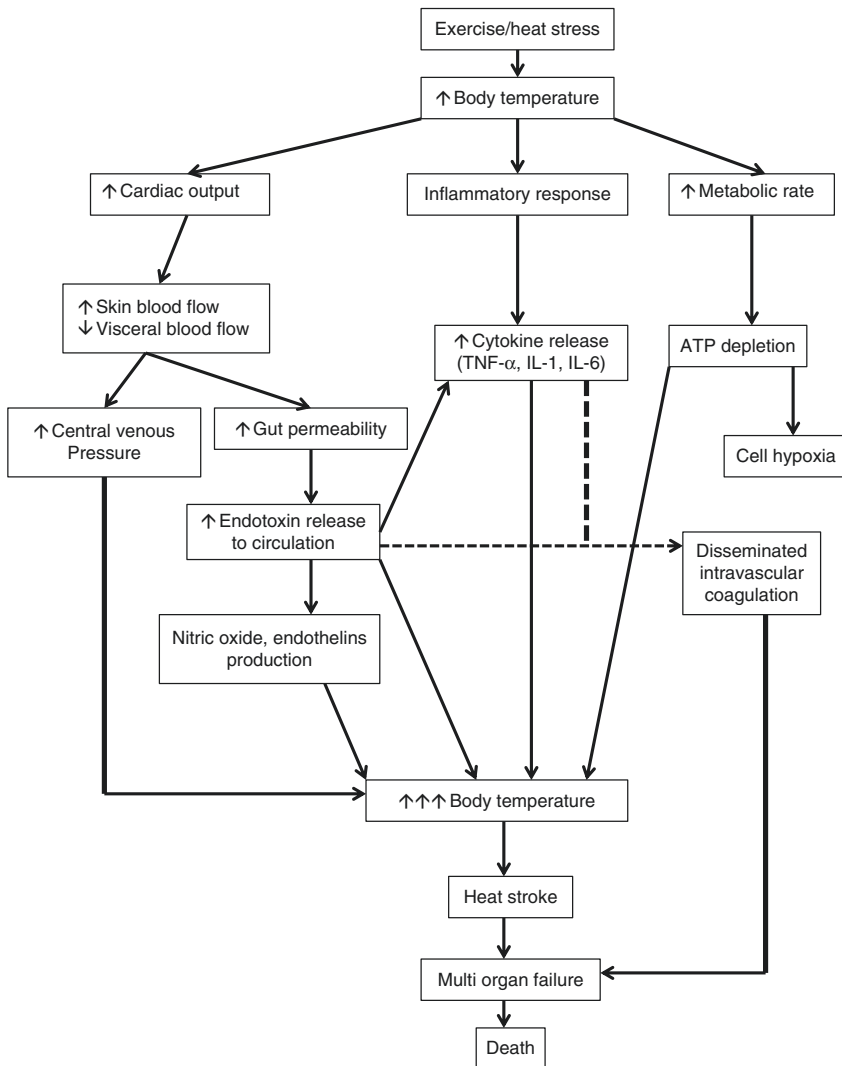 Exercise/heat stress
↑ Body temperature
↑ Cardiac output
Inflammatory response
↑ Metabolic rate
↑ Skin blood flow
↓ Visceral blood flow
↑ Cytokine release
(TNF-α, IL-1, IL-6)
ATP depletion
↑ Central venous
Pressure
↑ Gut permeability
Cell hypoxia
↑ Endotoxin release
to circulation
Disseminated
intravascular
coagulation
Nitric oxide, endothelins
production
↑↑↑ Body temperature
Heat stroke
Multi organ failure
Death